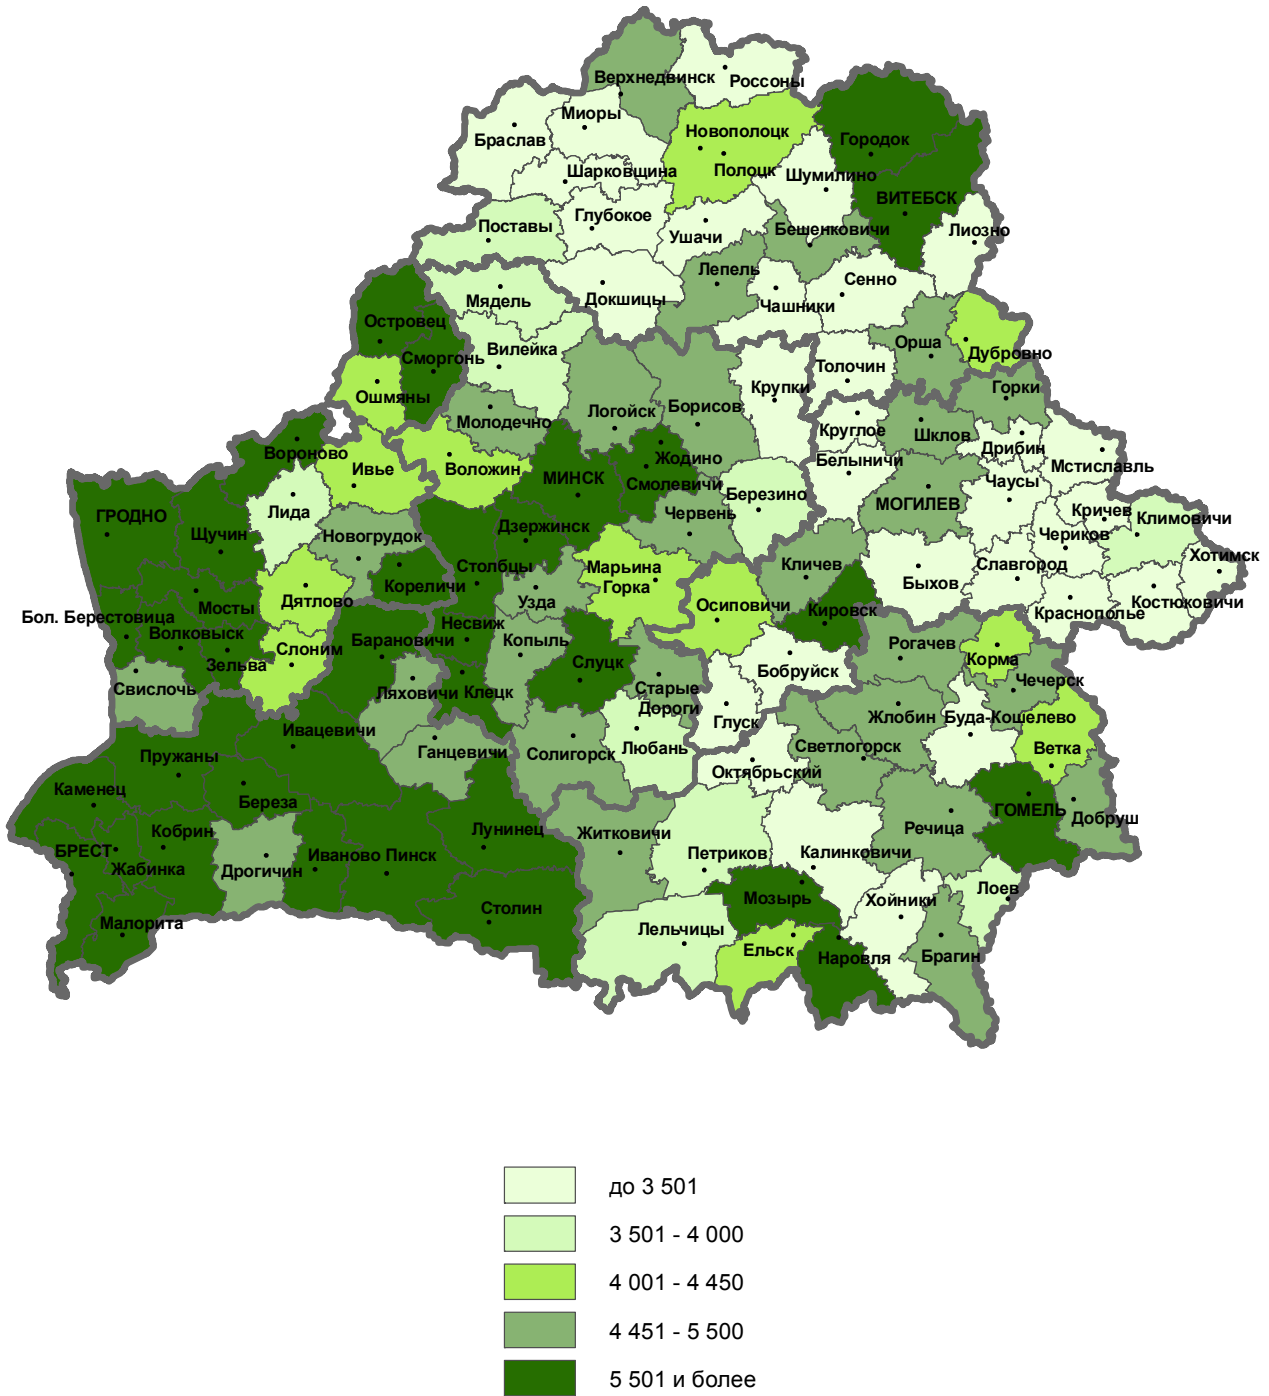 Верхнедвинск
Россоны
Миоры
Браслав
Новополоцк
Городок
Полоцк
Шарковщина
Шумилино
ВИТЕБСК
Глубокое
Поставы
Ушачи
Бешенковичи
Лиозно
Лепель
Сенно
Мядель
Докшицы
Чашники
Островец
Сморгонь
Вилейка
Орша
Дубровно
Толочин
Крупки
Горки
Ошмяны
Логойск
Борисов
Молодечно
Круглое
Шклов
Дрибин
Вороново
Ивье
Воложин
Жодино
Белыничи
Мстиславль
МИНСК
Смолевичи
Березино
МОГИЛЕВ
Чаусы
ГРОДНО
Лида
Червень
Кричев
Климовичи
Щучин
Новогрудок
Дзержинск
Чериков
Хотимск
Столбцы
Марьина
Горка
Кличев
Славгород
Кореличи
Быхов
Мосты
Дятлово
Узда
Осиповичи
Краснополье
Костюковичи
Бол. Берестовица
Кировск
Волковыск
Барановичи
Несвиж
Копыль
Рогачев
Слоним
Зельва
Слуцк
Бобруйск
Корма
Свислочь
Ляховичи
Клецк
Старые
Дороги
Чечерск
Жлобин
Буда-Кошелево
Глуск
Ивацевичи
Ганцевичи
Солигорск
Любань
Светлогорск
Ветка
Пружаны
Октябрьский
Каменец
Береза
ГОМЕЛЬ
Добруш
Кобрин
Лунинец
Житковичи
Речица
БРЕСТ
Иваново
Пинск
Петриков
Калинковичи
Жабинка
Дрогичин
Лоев
Мозырь
Хойники
Столин
Малорита
Лельчицы
Ельск
Наровля
Брагин
до 3 501
3 501 - 4 000
4 001 - 4 450
4 451 - 5 500
5 501 и более